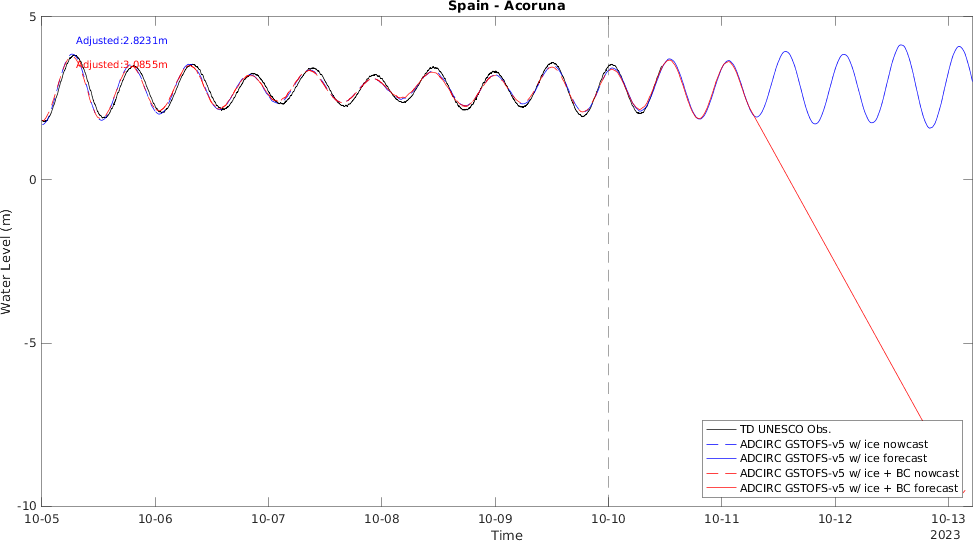 Spain - Acoruna
Adjusted:2.8231m
Adjusted:3.0855m
5
0
-5
-10
Water Level (m)
TD UNESCO Obs.
ADCIRC GSTOFS-v5 w/ ice nowcast
ADCIRC GSTOFS-v5 w/ ice forecast
ADCIRC GSTOFS-v5 w/ ice + BC nowcast
ADCIRC GSTOFS-v5 w/ ice + BC forecast
10-05 10-06 10-07 10-08 10-09 10-10 10-11 10-12 10-13
2023
Time